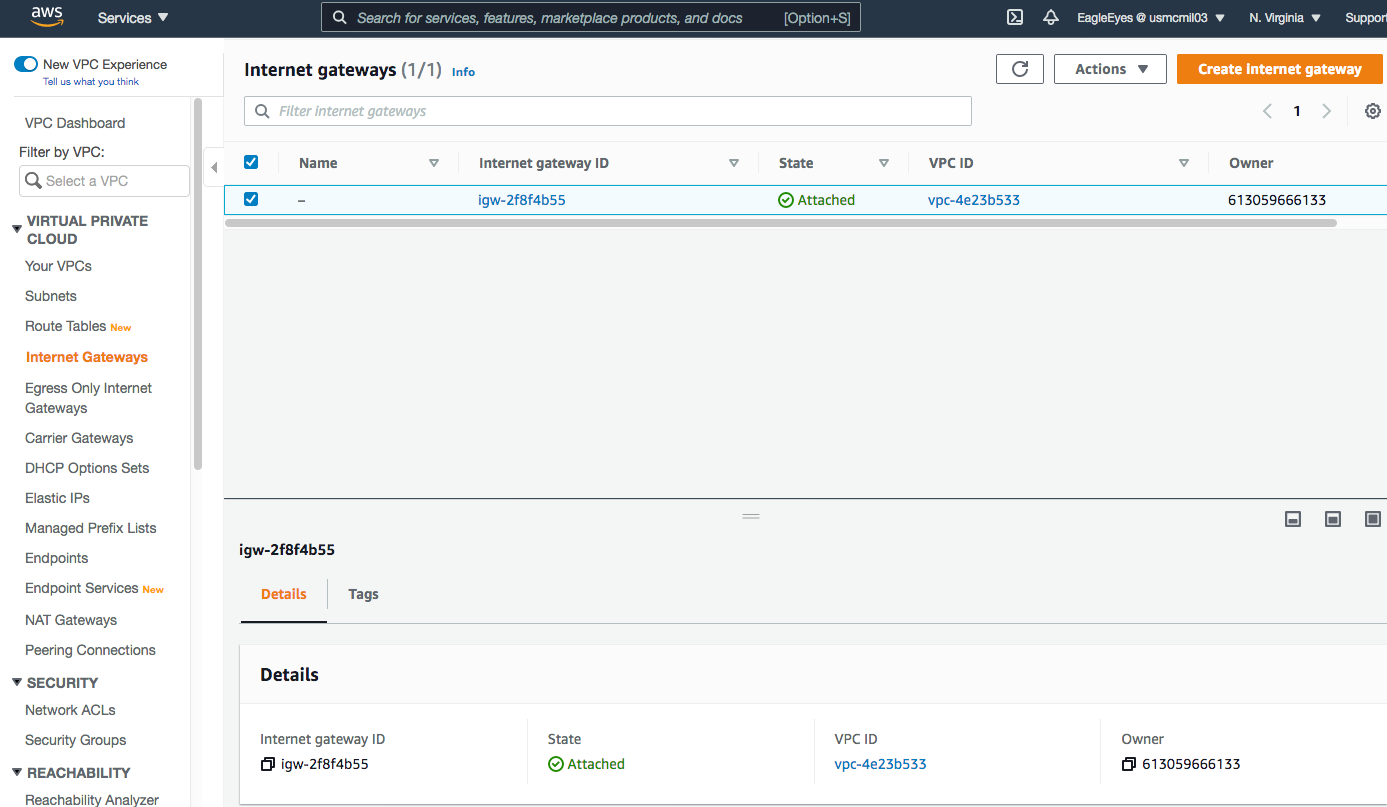 aws
Services
Search for services, features, marketplace products, and docs [Option+S]
EagleEyes @ usmcmil03
N. Virginia
Support
New VPC Experience
Tell us what you think
VPC Dashboard
Filter by VPC:
Select a VPC
VIRTUAL PRIVATE
CLOUD
Your VPCs
Subnets
Route Tables New
Internet Gateways
Egress Only Internet
Gateways
Carrier Gateways
DHCP Options Sets
Elastic IPs
Managed Prefix Lists
Endpoints
Endpoint Services New
NAT Gateways
Peering Connections
SECURITY
Network ACLs
Security Groups
REACHABILITY
Reachability Analyzer
Internet gateways (1/1) Info
Actions
Create internet gateway
Filter internet gateways
1
Name Internet gateway ID State VPC ID Owner
– igw-2f8f4b55 Attached vpc-4e23b533 613059666133
igw-2f8f4b55
Details Tags
Details
Internet gateway ID State VPC ID Owner
igw-2f8f4b55 Attached vpc-4e23b533 613059666133